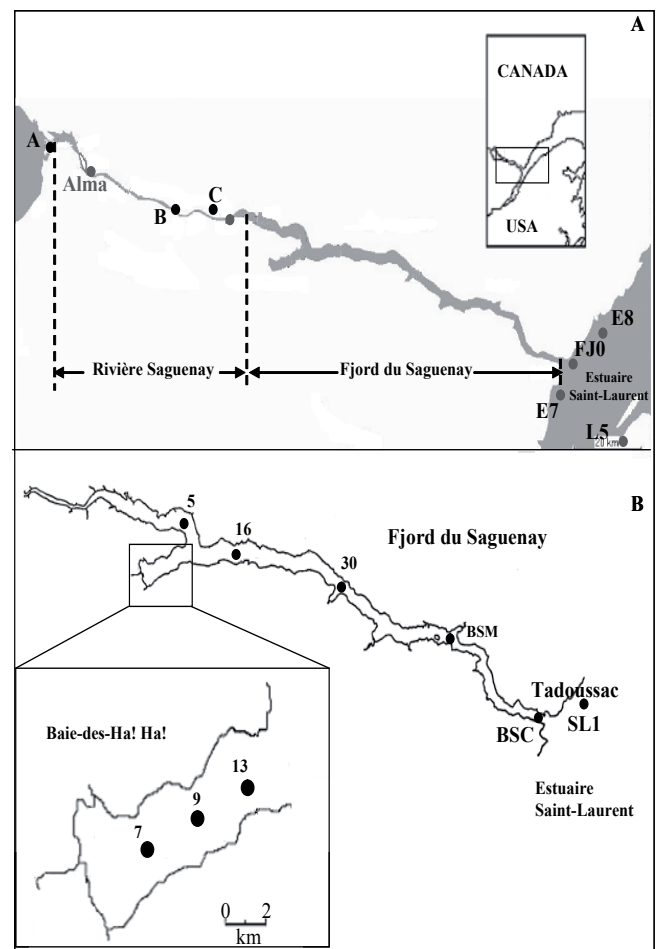 A
CANADA
USA
A
Alma
B
C
E8
FJ0
Rivière Saguenay
Fjord du Saguenay
Estuaire
Saint-Laurent
E7
L5
20 km
B
5
16
Fjord du Saguenay
30
BSM
Tadoussac
SL1
BSC
Baie-des-Ha! Ha!
13
9
7
Estuaire
Saint-Laurent
0 2
km